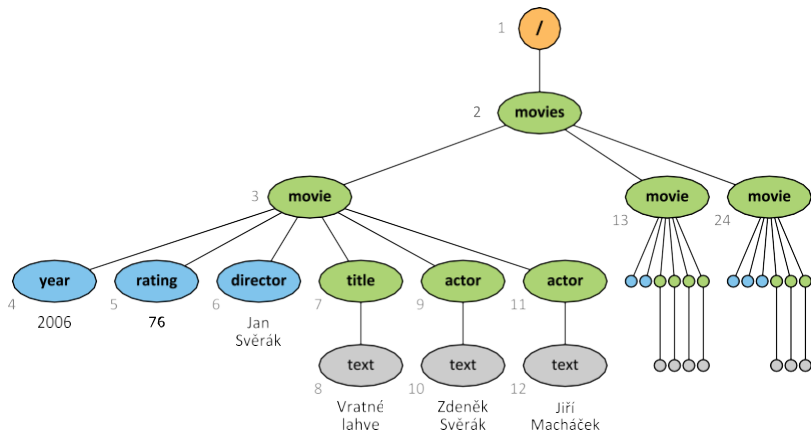 1 /
2 movies
3 movie
13 movie
24 movie
4 year
5 rating
6 director
7 title
9 actor
11 actor
2006
76
Jan
Svěrák
8 text
10 text
12 text
Vratné
lahve
Zdeněk
Svěrák
Jiří
Macháček